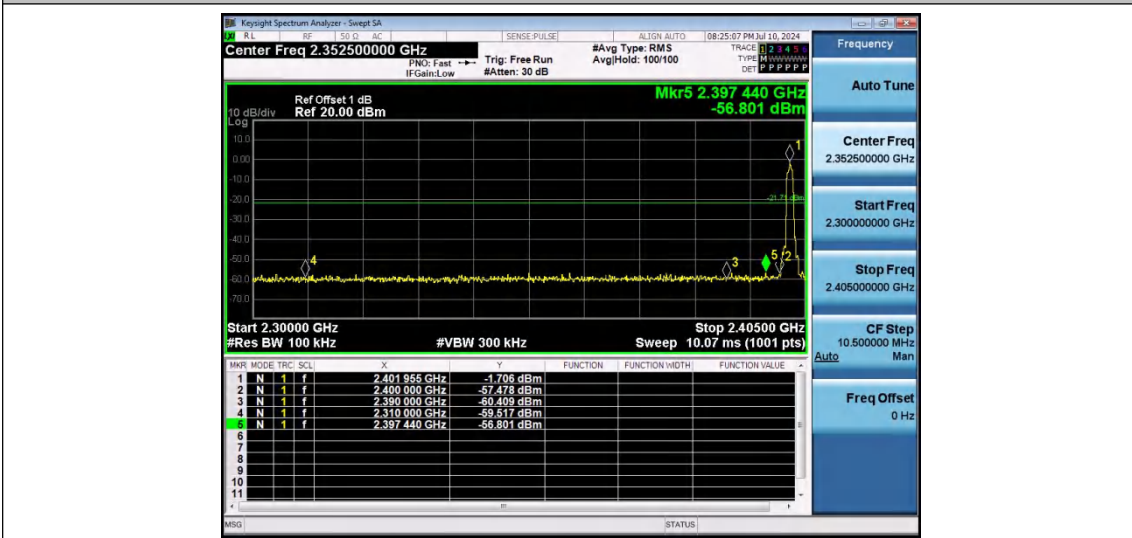 Keysight Spectrum Analyzer - Swept SA
LXI RL RF 50 Ω AC SENSE:PULSE ALIGN AUTO 08:25:07 PM Jul 10, 2024
Center Freq 2.352500000 GHz #Avg Type: RMS TRACE 1 2 3 4 5 6
PNO: Fast Trig: Free Run Avg|Hold: 100/100 TYPE M WWWWW
IFGain:Low #Atten: 30 dB DET P P P P P P
Mkr5 2.397 440 GHz
Ref Offset 1 dB
10 dB/div Ref 20.00 dBm -56.801 dBm
Log
10.0
1
0.00
-10.0
-20.0 -21.71 dBm
-30.0
-40.0
-50.0
4 3 5 2
-60.0
-70.0
Start 2.30000 GHz Stop 2.40500 GHz
#Res BW 100 kHz #VBW 300 kHz Sweep 10.07 ms (1001 pts)
MKR MODE TRC SCL X Y FUNCTION FUNCTION WIDTH FUNCTION VALUE
1 N 1 f 2.401 955 GHz -1.706 dBm
2 N 1 f 2.400 000 GHz -57.478 dBm
3 N 1 f 2.390 000 GHz -60.409 dBm
4 N 1 f 2.310 000 GHz -59.517 dBm
5 N 1 f 2.397 440 GHz -56.801 dBm
6
7
8
9
10
11
MSG STATUS
Frequency
Auto Tune
Center Freq
2.352500000 GHz
Start Freq
2.300000000 GHz
Stop Freq
2.405000000 GHz
CF Step
10.500000 MHz
Auto Man
Freq Offset
0 Hz